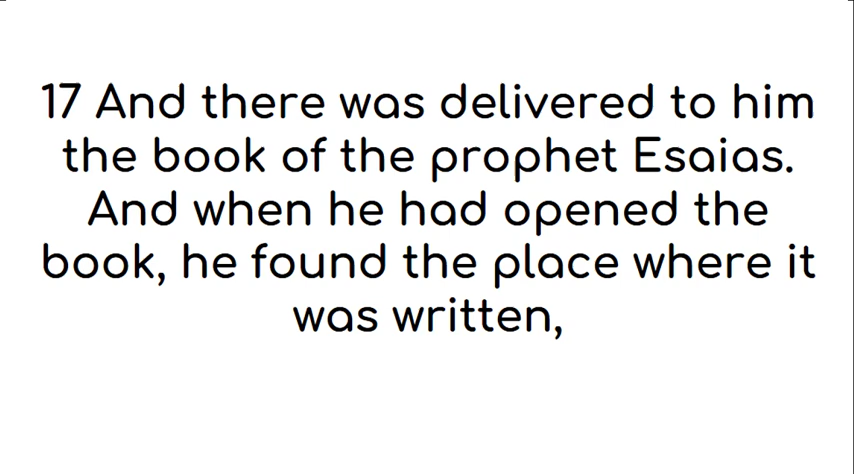 17 And there was delivered to him
the book of the prophet Esaias.
And when he had opened the
book, he found the place where it
was written,